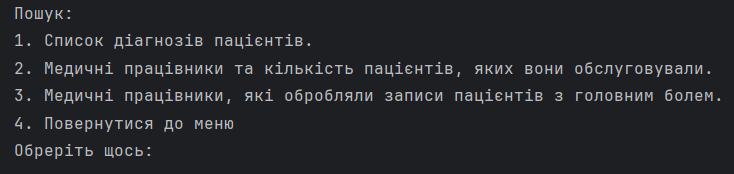 Пошук:
1. Список діагнозів пацієнтів.
2. Медичні працівники та кількість пацієнтів, яких вони обслуговували.
3. Медичні працівники, які обробляли записи пацієнтів з головним болем.
4. Повернутися до меню
Обреріть щось: